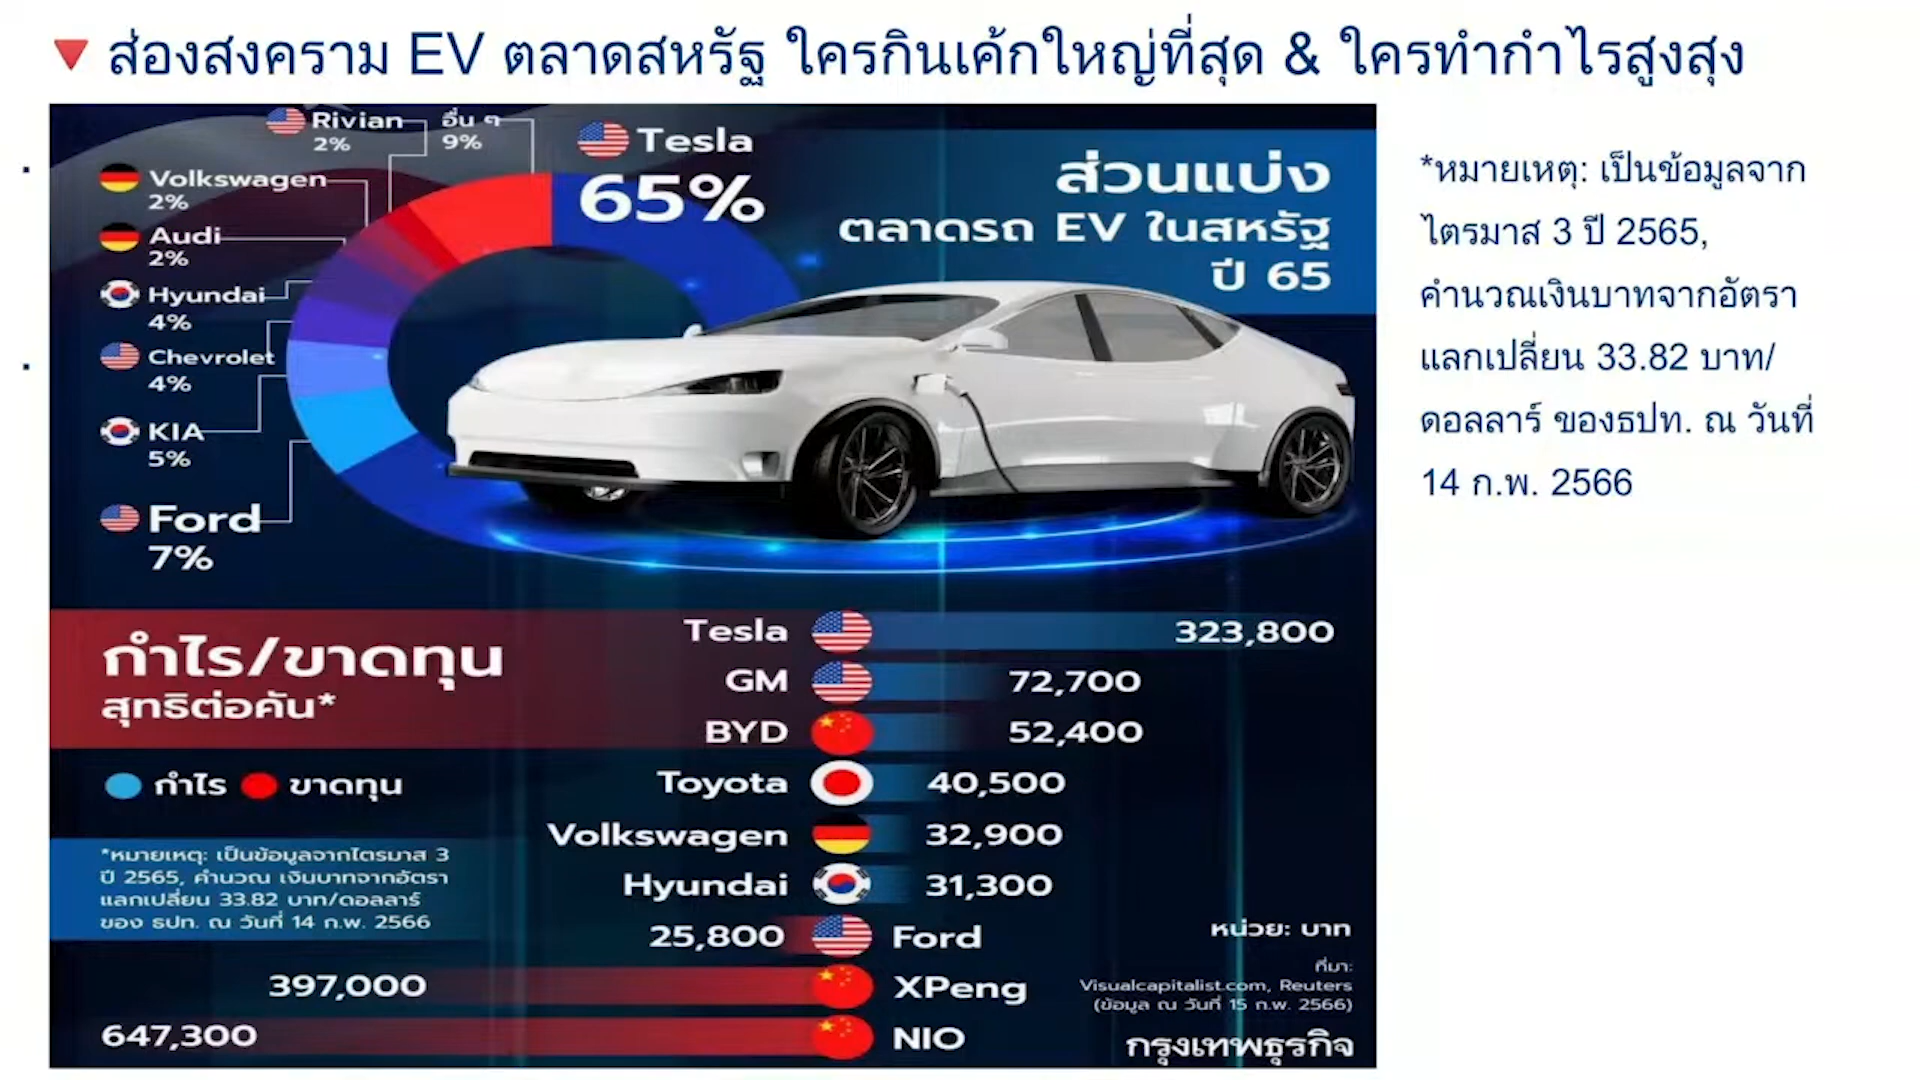 ส่องสงคราม EV ตลาดสหรัฐ ใครกินเค้กใหญ่ที่สุด & ใครทำกำไรสูงสุง
Rivian
2%
อื่น ๆ
9%
Tesla
65%
Volkswagen
2%
Audi
2%
Hyundai
4%
Chevrolet
4%
KIA
5%
Ford
7%
ส่วนแบ่ง
ตลาดรถ EV ในสหรัฐ
ปี 65
*หมายเหตุ: เป็นข้อมูลจาก
ไตรมาส 3 ปี 2565,
คำนวณเงินบาทจากอัตรา
แลกเปลี่ยน 33.82 บาท/
ดอลลาร์ ของธปท. ณ วันที่
14 ก.พ. 2566
กำไร/ขาดทุน
สุทธิต่อคัน*
กำไร ขาดทุน
*หมายเหตุ: เป็นข้อมูลจากไตรมาส 3
ปี 2565, คำนวณ เงินบาทจากอัตรา
แลกเปลี่ยน 33.82 บาท/ดอลลาร์
ของ ธปท. ณ วันที่ 14 ก.พ. 2566
Tesla 323,800
GM 72,700
BYD 52,400
Toyota 40,500
Volkswagen 32,900
Hyundai 31,300
25,800 Ford
397,000 XPeng
647,300 NIO
หน่วย: บาท
ที่มา:
Visualcapitalist.com, Reuters
(ข้อมูล ณ วันที่ 15 ก.พ. 2566)
กรุงเทพธุรกิจ